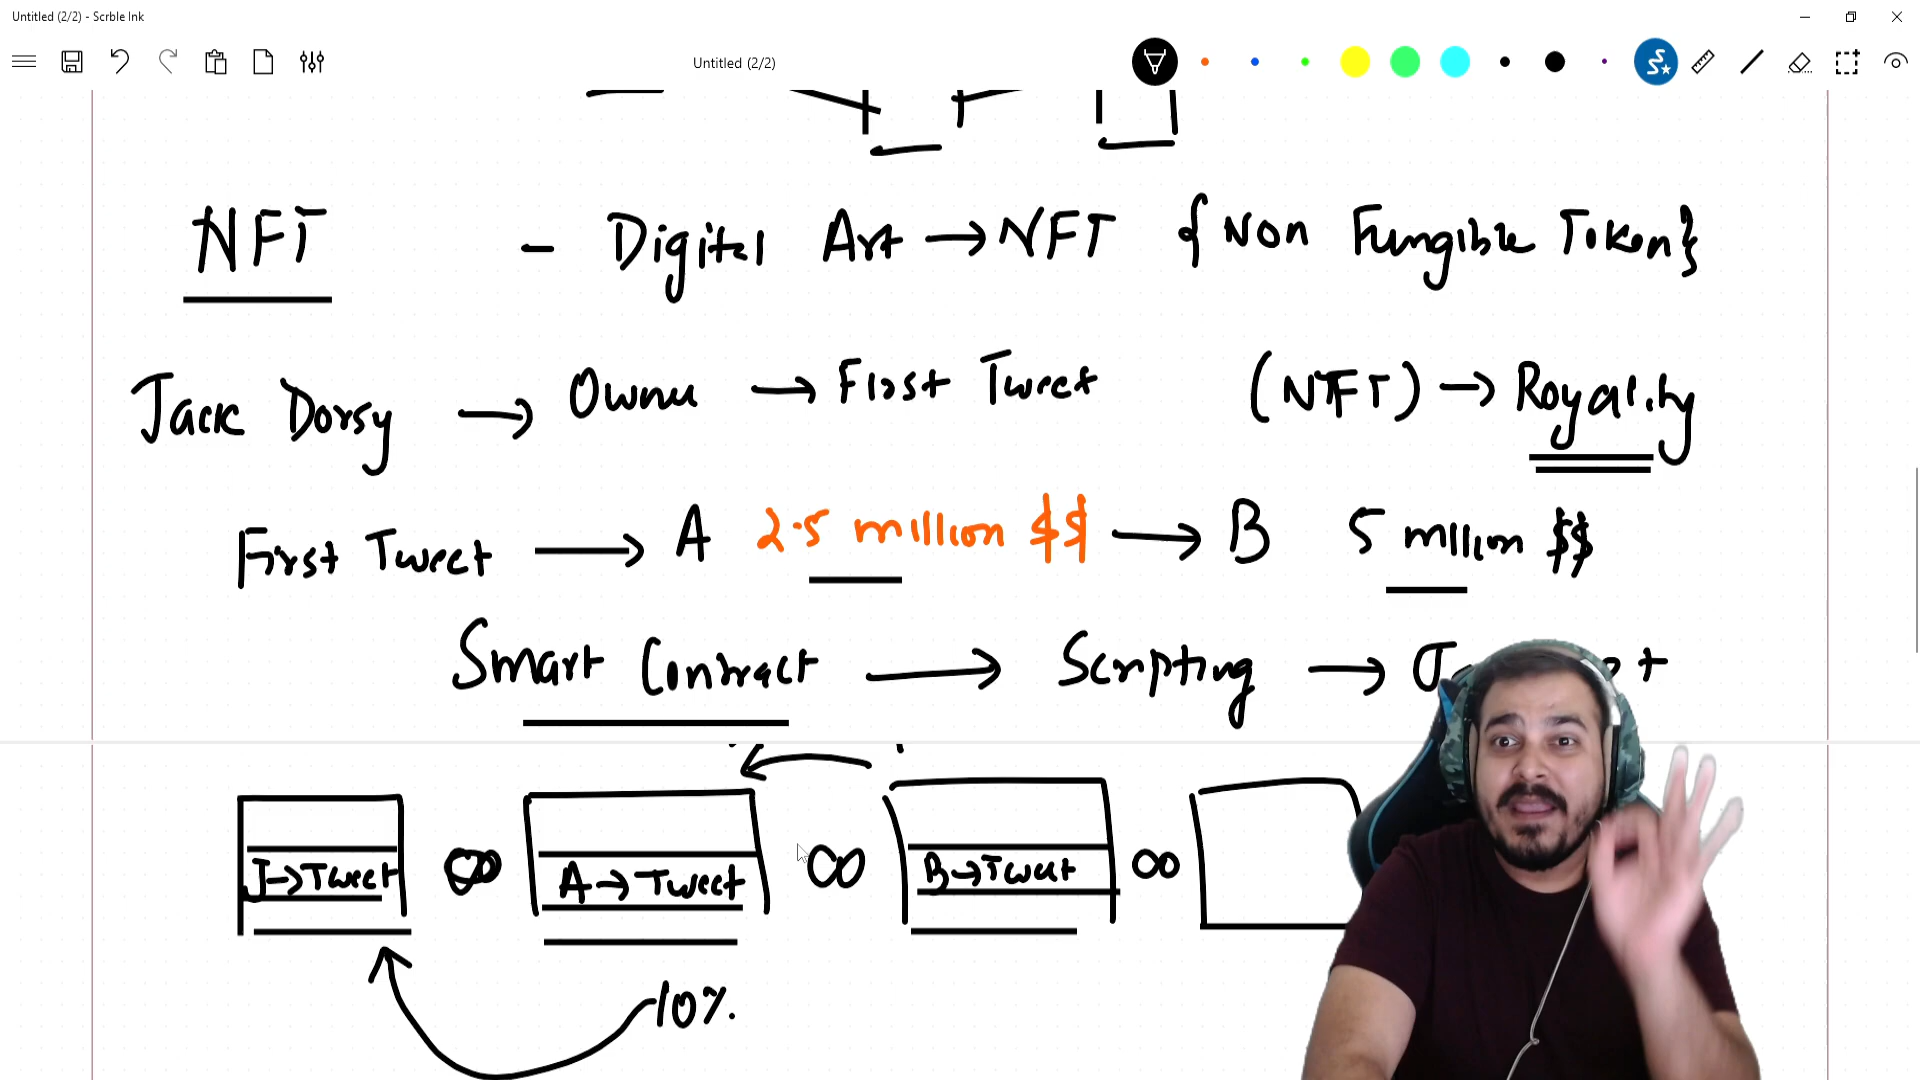 Untitled (2/2) - Scrble Ink
Untitled (2/2)
NFT - Digital Art → NFT { Non Fungible Token }
Jack Dorsy → Owner → First Tweet (NFT) → Royality
First Tweet → A 2.5 million $$ → B 5 million $$
Smart Contract → Scripting →
J→Tweet ∞ A→Tweet ∞ B→Tweet ∞
10%